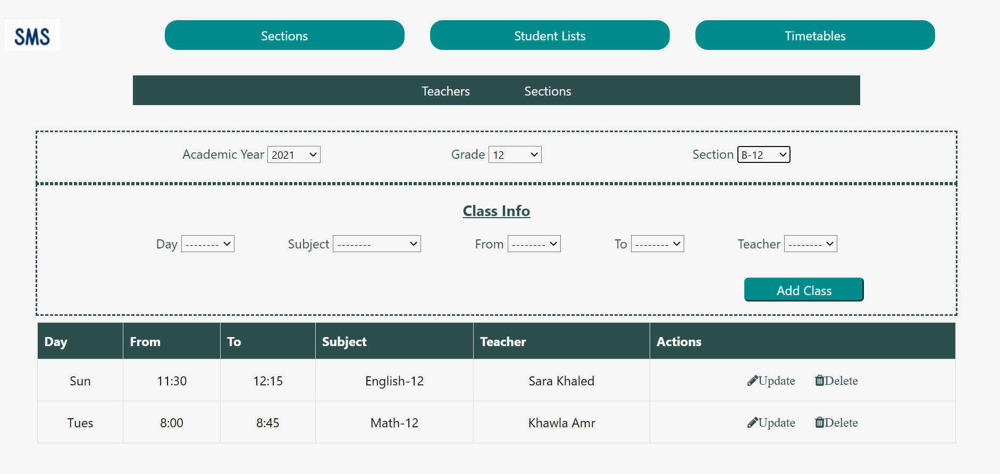 SMS
Sections Student Lists Timetables
Teachers Sections
Academic Year 2021 Grade 12 Section B-12
Class Info
Day -------- Subject -------- From -------- To -------- Teacher --------
Add Class
Day From To Subject Teacher Actions
Sun 11:30 12:15 English-12 Sara Khaled Update Delete
Tues 8:00 8:45 Math-12 Khawla Amr Update Delete